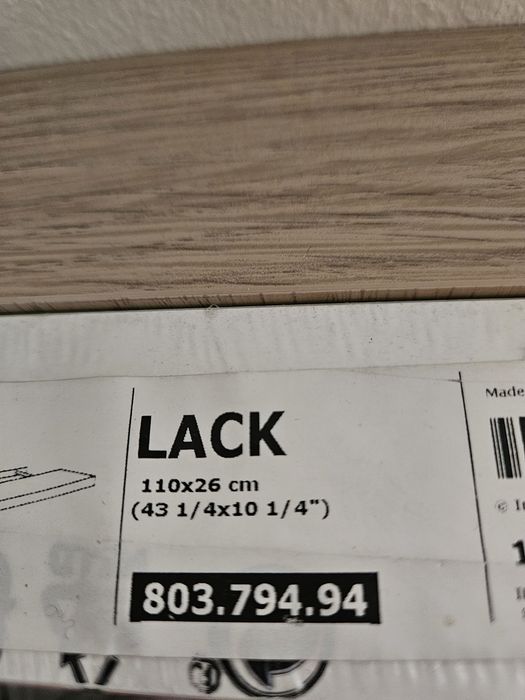 LACK
110x26 cm
(43 1/4x10 1/4")
803.794.94
Made
©